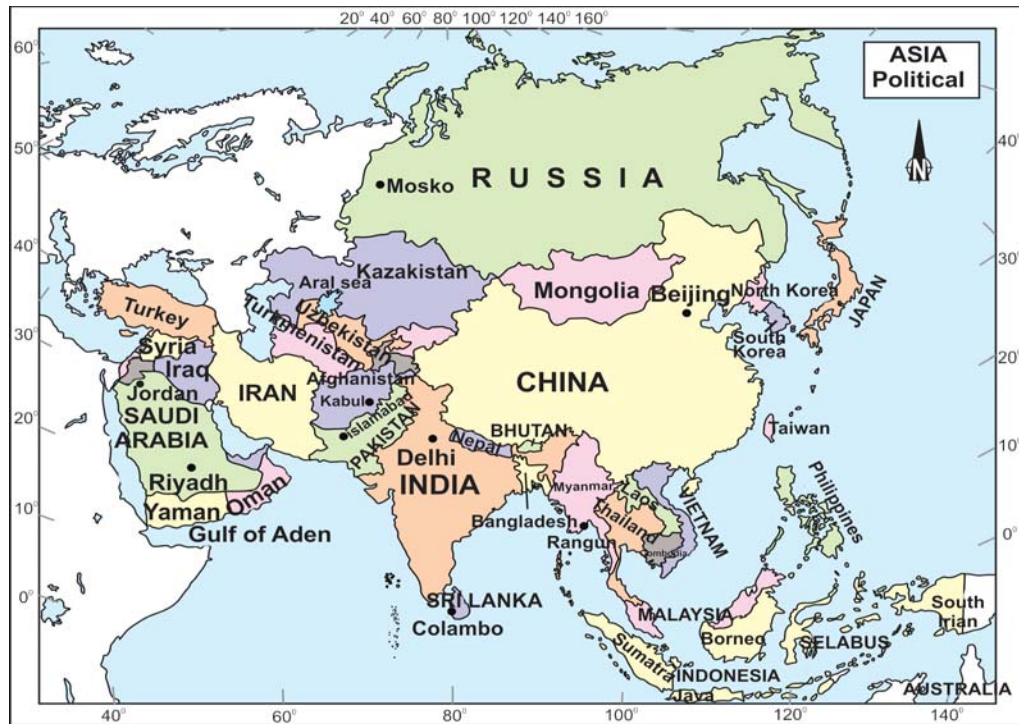 20° 40° 60° 80° 100° 120° 140° 160°
ASIA
Political
N
60°
50°
40°
30°
20°
10°
0°
40°
30°
20°
10°
0°
RUSSIA
Mosko
Kazakistan
Aral sea
Mongolia
Beijing
North Korea
South
Korea
JAPAN
Turkey
Uzhekistan
Turkmenistan
Syria
Iraq
IRAN
Afghanistan
Kabul
Islamabad
PAKISTAN
CHINA
Jordan
SAUDI
ARABIA
Riyadh
Oman
Yaman
Gulf of Aden
Delhi
INDIA
Nepal
BHUTAN
Bangladesh
Myanmar
Rangun
Laos
Thailand
VIETNAM
Combodia
Taiwan
Philippines
SRI LANKA
Colambo
MALAYSIA
Borneo
Sumatra
INDONESIA
Java
SELABUS
South
Irian
AUSTRALIA
40° 60° 80° 100° 120° 140°